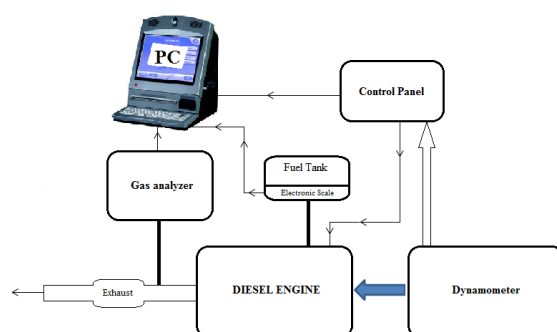 PC
Control Panel
Fuel Tank
Electronic Scale
Gas analyzer
Exhaust
DIESEL ENGINE
Dynamometer